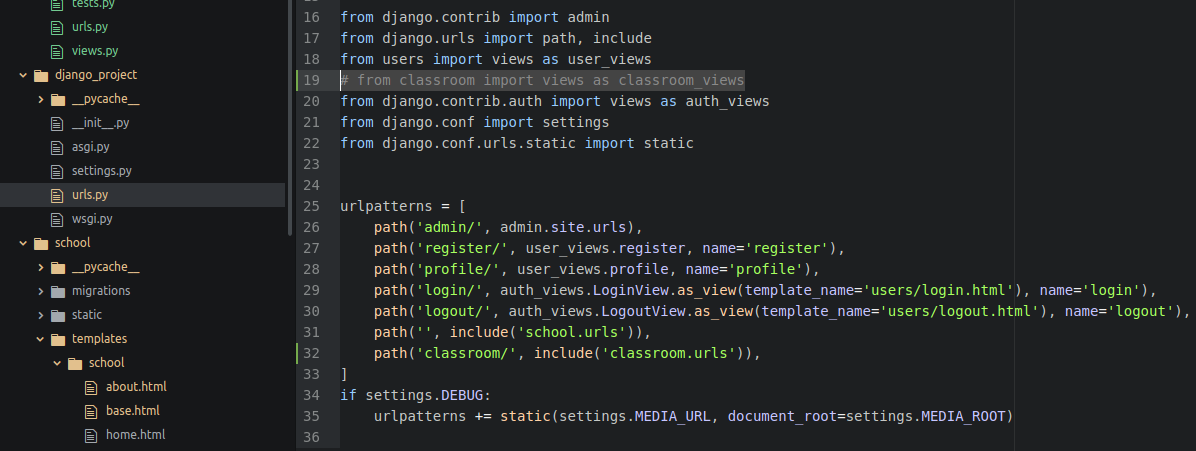 tests.py
urls.py
views.py
django_project
__pycache__
__init__.py
asgi.py
settings.py
urls.py
wsgi.py
school
__pycache__
migrations
static
templates
school
about.html
base.html
home.html
16 from django.contrib import admin
17 from django.urls import path, include
18 from users import views as user_views
19 # from classroom import views as classroom_views
20 from django.contrib.auth import views as auth_views
21 from django.conf import settings
22 from django.conf.urls.static import static
23
24
25 urlpatterns = [
26     path('admin/', admin.site.urls),
27     path('register/', user_views.register, name='register'),
28     path('profile/', user_views.profile, name='profile'),
29     path('login/', auth_views.LoginView.as_view(template_name='users/login.html'), name='login'),
30     path('logout/', auth_views.LogoutView.as_view(template_name='users/logout.html'), name='logout'),
31     path('', include('school.urls')),
32     path('classroom/', include('classroom.urls')),
33 ]
34 if settings.DEBUG:
35     urlpatterns += static(settings.MEDIA_URL, document_root=settings.MEDIA_ROOT)
36